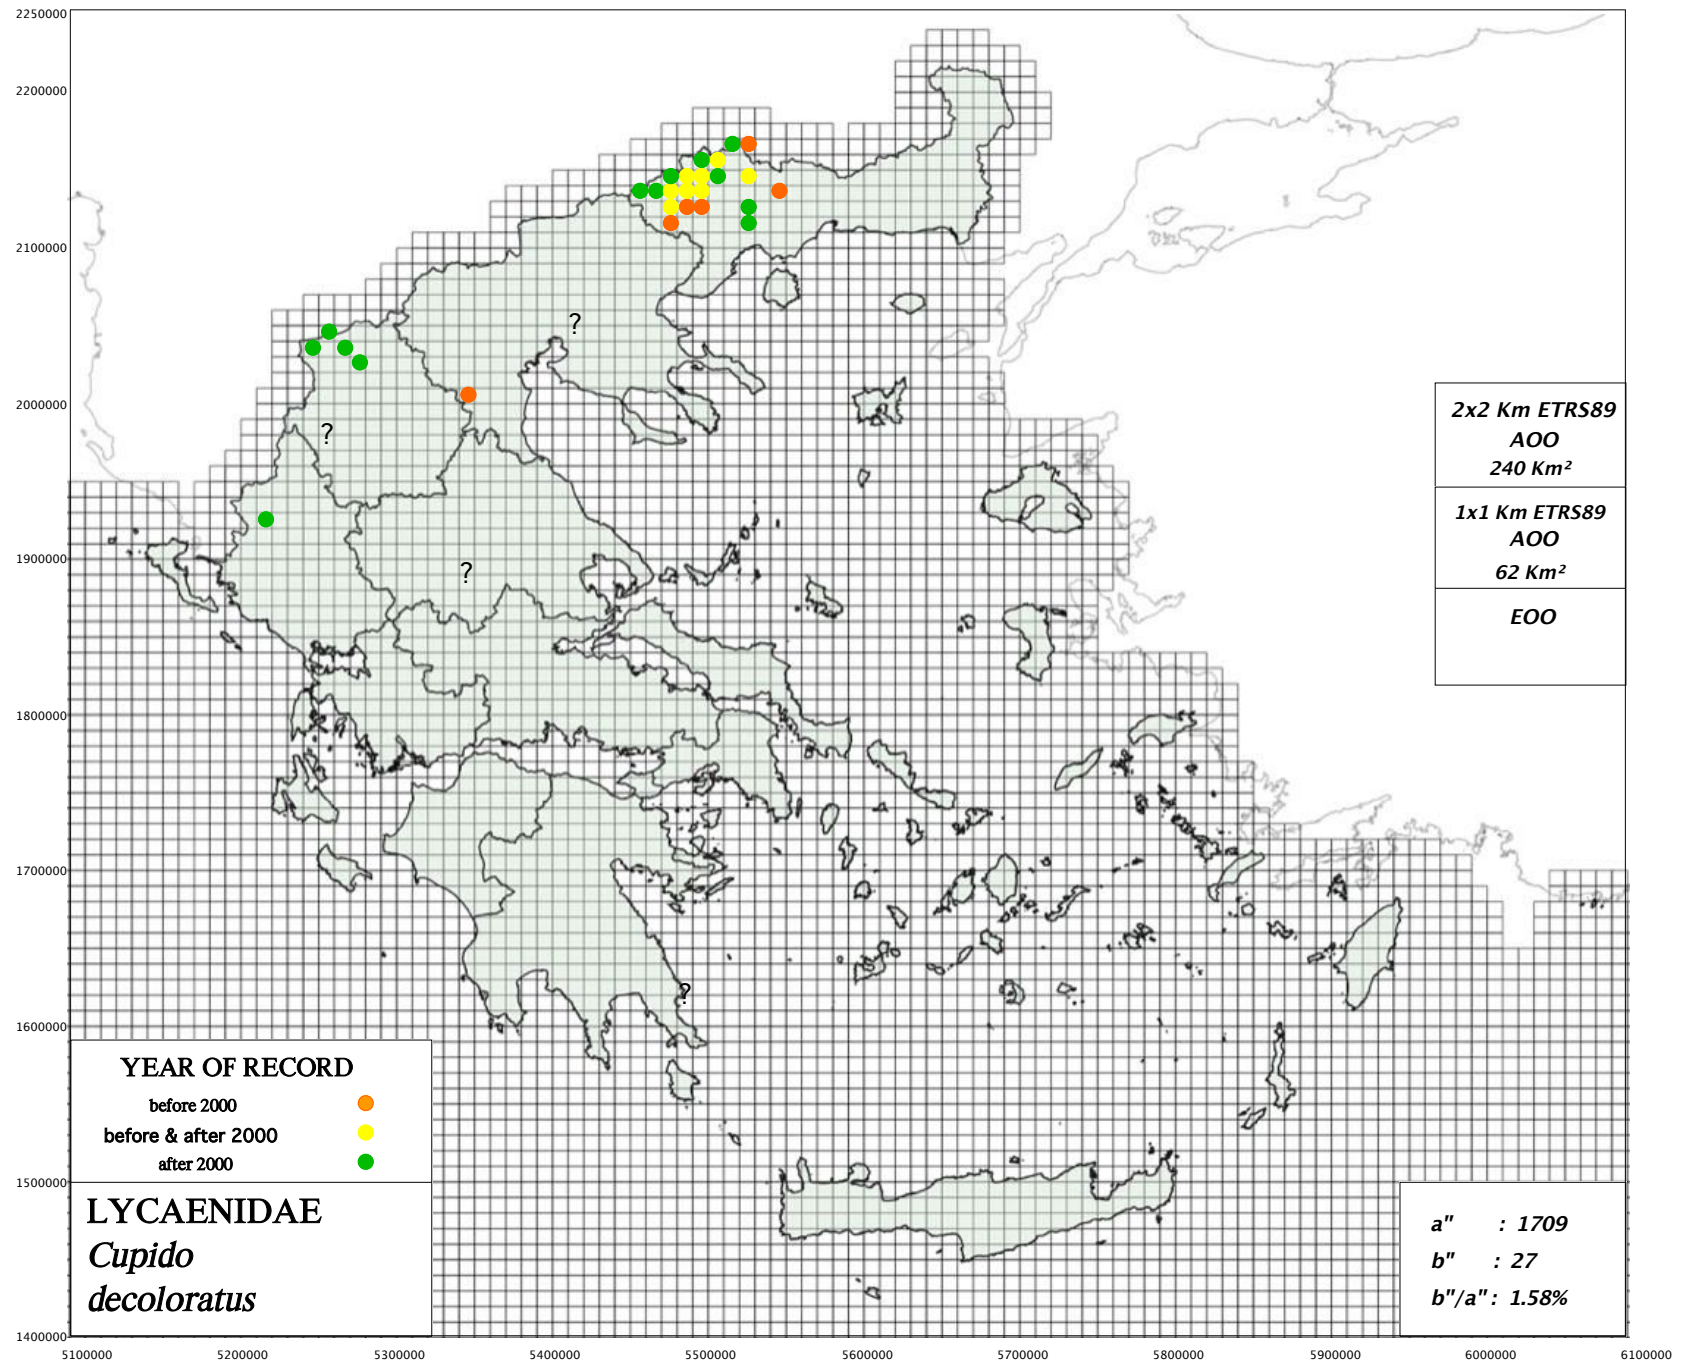 2250000
2200000
2100000
2000000
1900000
1800000
1700000
1600000
1500000
1400000
?
?
?
?
2x2 Km ETRS89
AOO
240 Km²
1x1 Km ETRS89
AOO
62 Km²
EOO
YEAR OF RECORD
before 2000
before & after 2000
after 2000
LYCAENIDAE
Cupido
decoloratus
a" : 1709
b" : 27
b"/a" : 1.58%
5100000 5200000 5300000 5400000 5500000 5600000 5700000 5800000 5900000 6000000 6100000